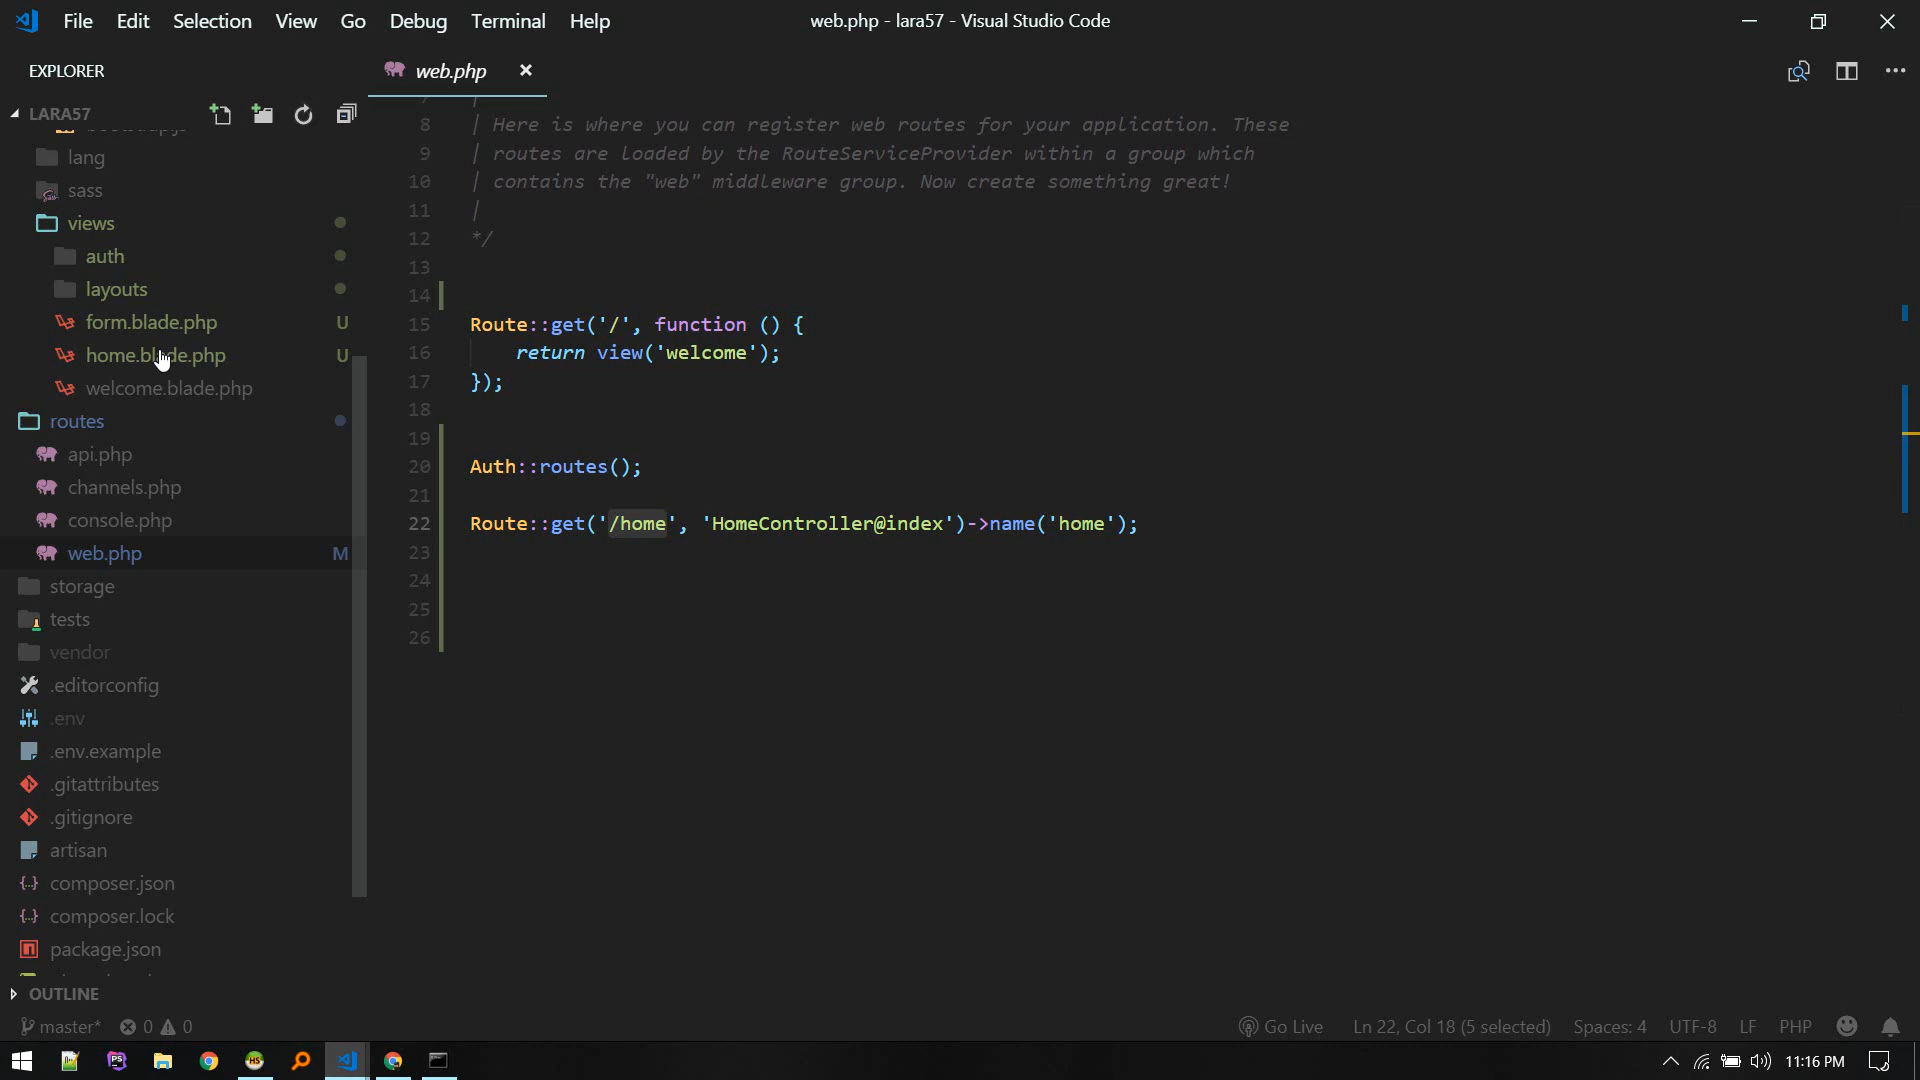 File Edit Selection View Go Debug Terminal Help
web.php - lara57 - Visual Studio Code
EXPLORER
web.php
LARA57
lang
sass
views
auth
layouts
form.blade.php U
home.blade.php U
welcome.blade.php
routes
api.php
channels.php
console.php
web.php M
storage
tests
vendor
.editorconfig
.env
.env.example
.gitattributes
.gitignore
artisan
composer.json
composer.lock
package.json
OUTLINE
8 | Here is where you can register web routes for your application. These
9 | routes are loaded by the RouteServiceProvider within a group which
10 | contains the "web" middleware group. Now create something great!
11 |
12 */
13
14
15 Route::get('/', function () {
16 return view('welcome');
17 });
18
19
20 Auth::routes();
21
22 Route::get('/home', 'HomeController@index')->name('home');
23
24
25
26
master* 0 0
Go Live Ln 22, Col 18 (5 selected) Spaces: 4 UTF-8 LF PHP
11:16 PM